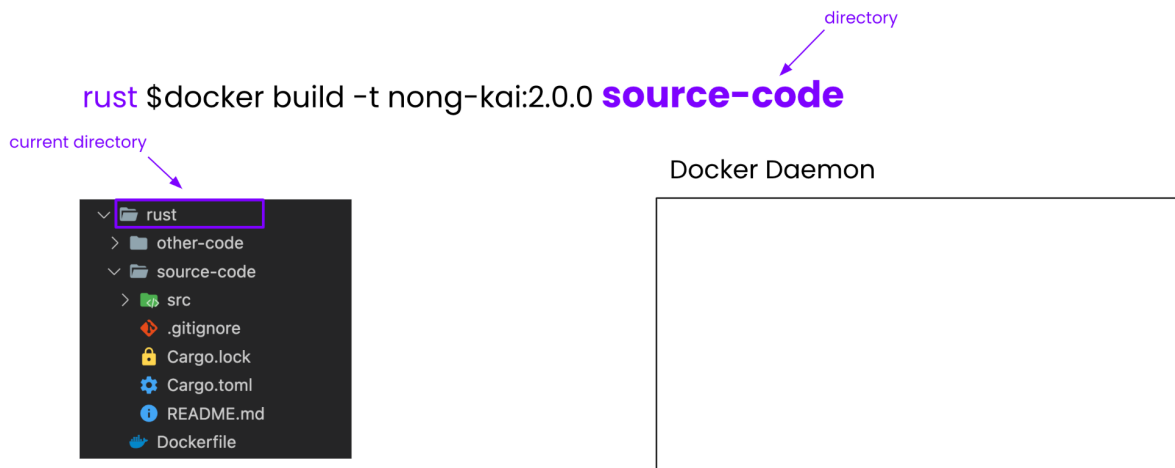 directory
rust $docker build -t nong-kai:2.0.0 source-code
current directory
Docker Daemon
rust
other-code
source-code
src
.gitignore
Cargo.lock
Cargo.toml
README.md
Dockerfile